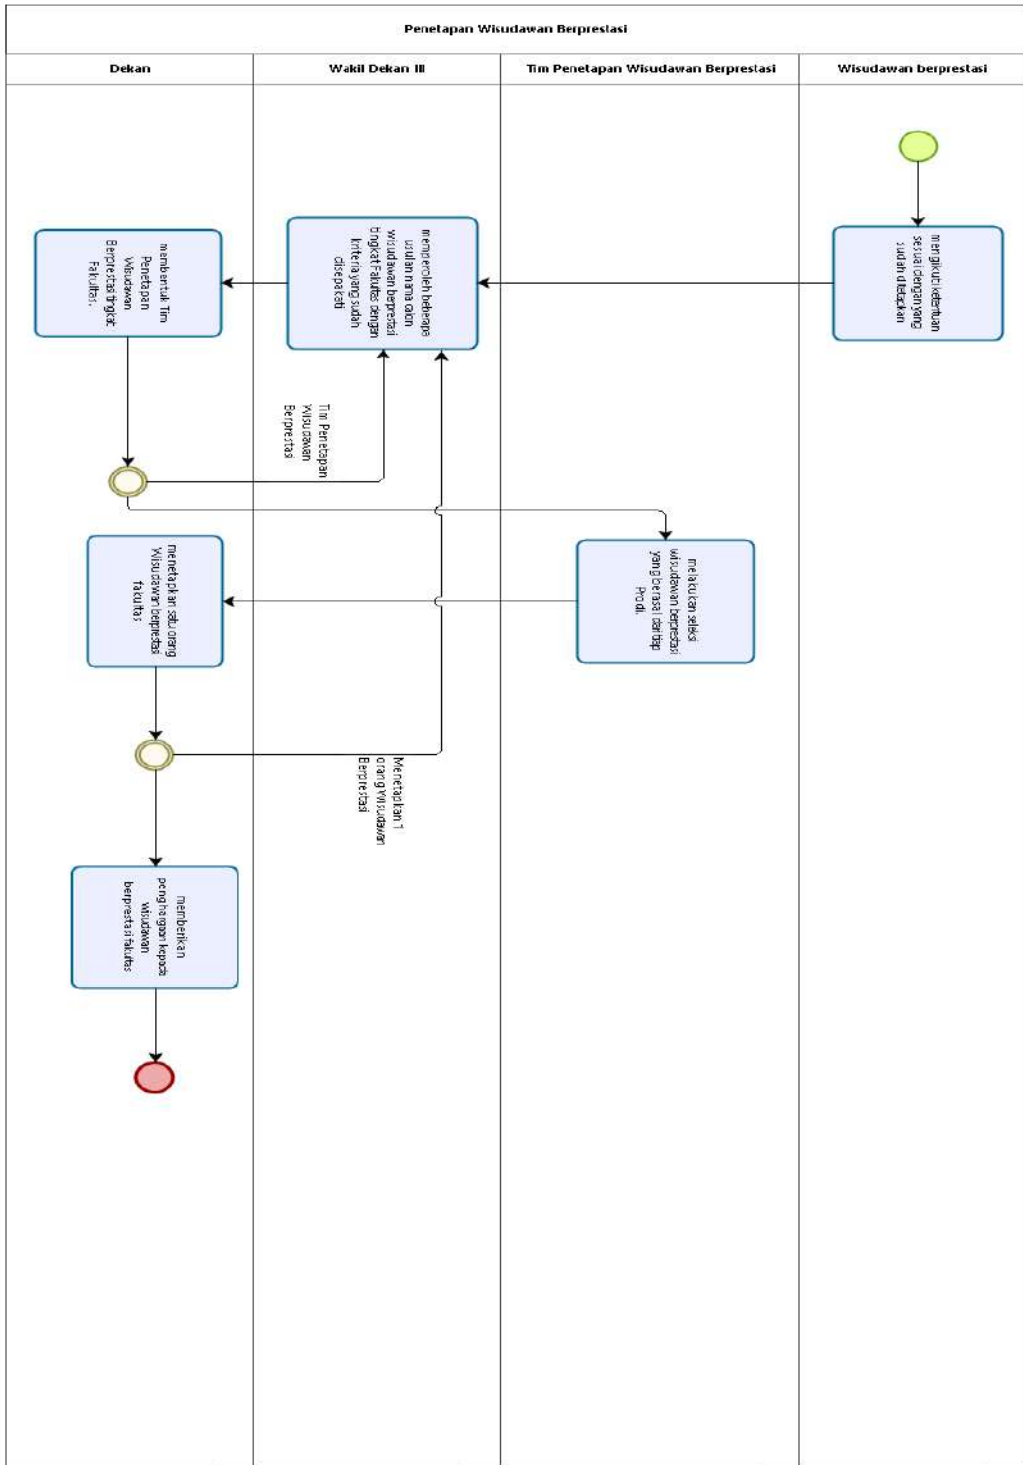 Penetapan Wisudawan Berprestasi
Dekan
Wakil Dekan III
Tim Penetapan Wisudawan Berprestasi
Wisudawan berprestasi
mengikuti ketentuan
sesuai dengan yang
sudah ditetapkan
memperoleh beberapa
usulan nama calon
wisudawan berprestasi
tingkat Fakultas dengan
kriteria yang sudah
disepakati
membentuk Tim
Penetapan
Wisudawan
Berprestasi tingkat
Fakultas.
Tim Penetapan
Wisudawan
Berprestasi
melakukan seleksi
wisudawan berprestasi
yang berasal dari tiap
Prodi.
menetapkan satu orang
Wisudawan berprestasi
fakultas
Menetapkan 1
orang Wisudawan
Berprestasi
memberikan
penghargaan kepada
wisudawan
berprestasi fakultas